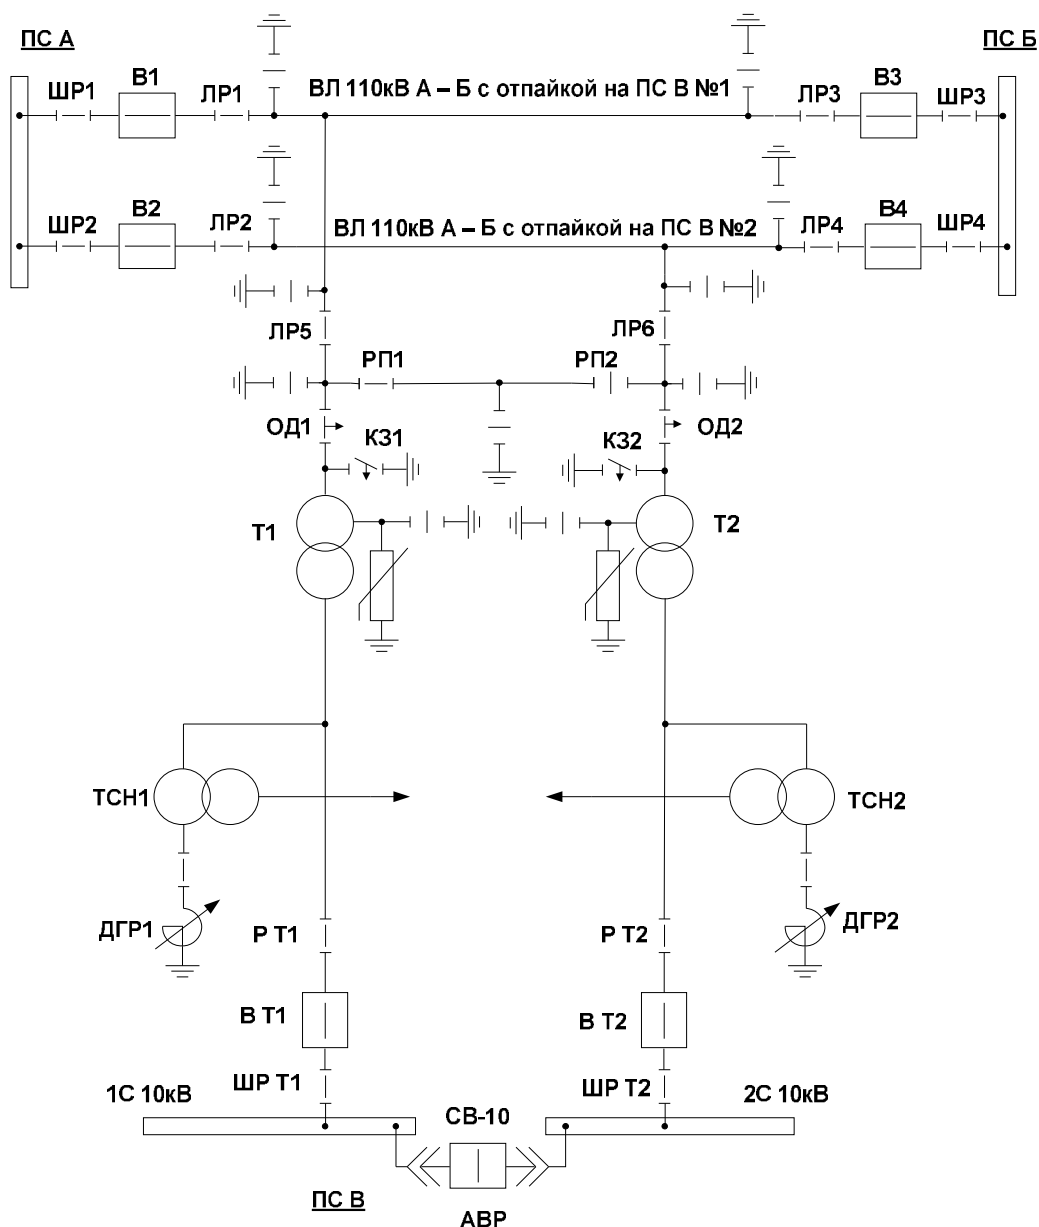 ПС А
ПС Б
ШР1
В1
ЛР1
ВЛ 110кВ А – Б с отпайкой на ПС В №1
ЛР3
В3
ШР3
ШР2
В2
ЛР2
ВЛ 110кВ А – Б с отпайкой на ПС В №2
ЛР4
В4
ШР4
ЛР5
ЛР6
РП1
РП2
ОД1
КЗ1
КЗ2
ОД2
Т1
Т2
ТСН1
ТСН2
ДГР1
Р Т1
Р Т2
ДГР2
В Т1
В Т2
ШР Т1
ШР Т2
1С 10кВ
2С 10кВ
СВ-10
ПС В
АВР